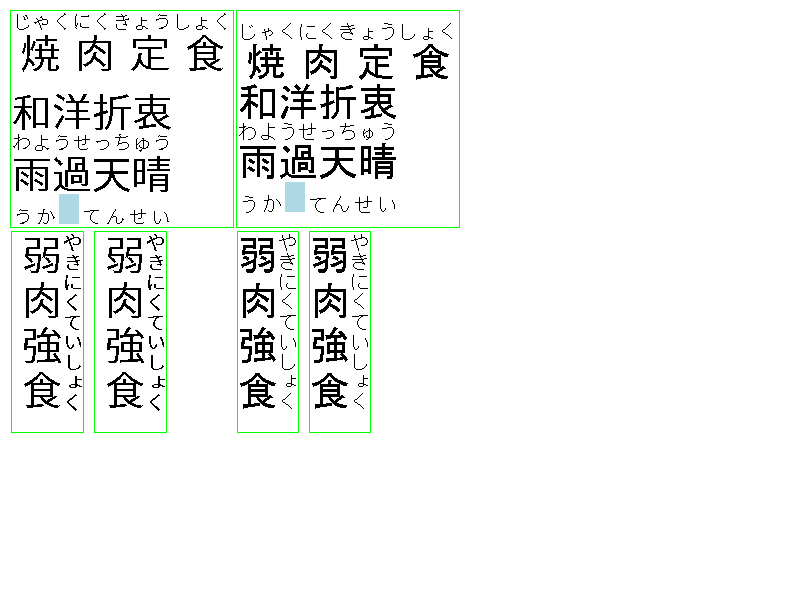 じゃくにくきょうしょく
焼肉定食
和洋折衷
わようせっちゅう
雨過天晴
うか てんせい
じゃくにくきょうしょく
焼肉定食
和洋折衷
わようせっちゅう
雨過天晴
うか てんせい
弱肉強食
やきにくていしょく
弱肉強食
やきにくていしょく
弱肉強食
やきにくていしょく
弱肉強食
やきにくていしょく